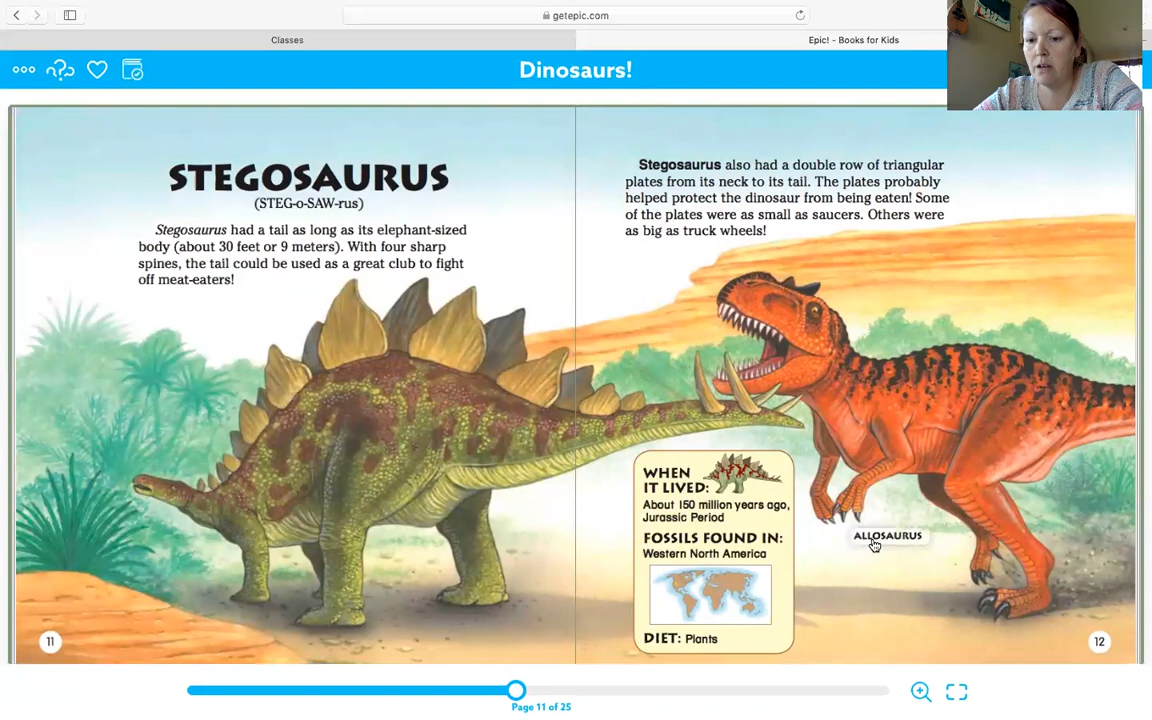 getepic.com
Classes
Epic! - Books for Kids
Dinosaurs!
STEGOSAURUS
(STEG-o-SAW-rus)
Stegosaurus had a tail as long as its elephant-sized
body (about 30 feet or 9 meters). With four sharp
spines, the tail could be used as a great club to fight
off meat-eaters!
Stegosaurus also had a double row of triangular
plates from its neck to its tail. The plates probably
helped protect the dinosaur from being eaten! Some
of the plates were as small as saucers. Others were
as big as truck wheels!
WHEN
IT LIVED:
About 150 million years ago,
Jurassic Period
FOSSILS FOUND IN:
Western North America
DIET: Plants
ALLOSAURUS
11
12
Page 11 of 25